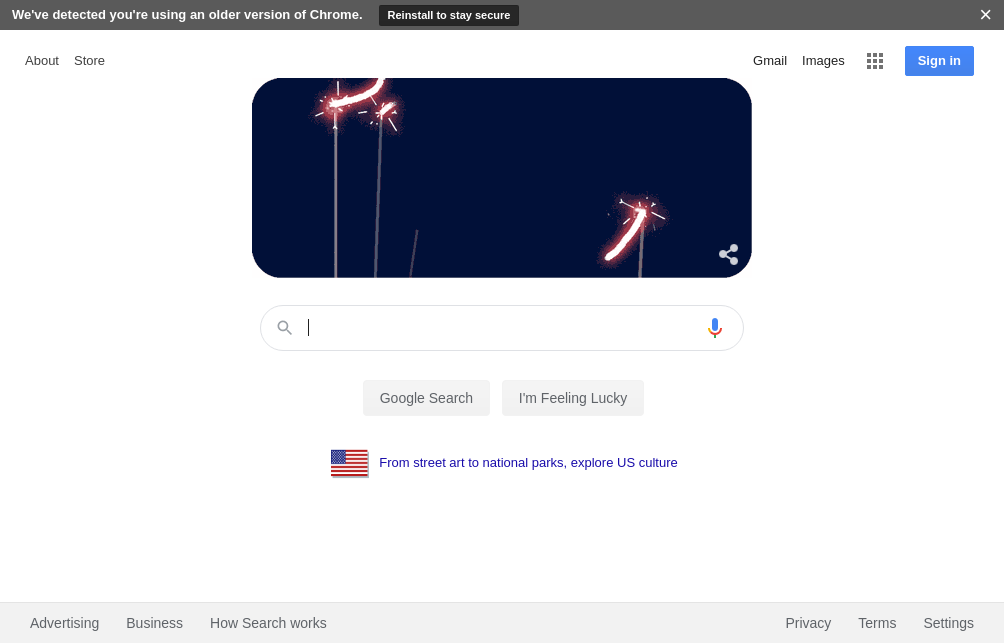 We've detected you're using an older version of Chrome. Reinstall to stay secure
About Store Gmail Images Sign in
Google Search I'm Feeling Lucky
From street art to national parks, explore US culture
Advertising Business How Search works Privacy Terms Settings